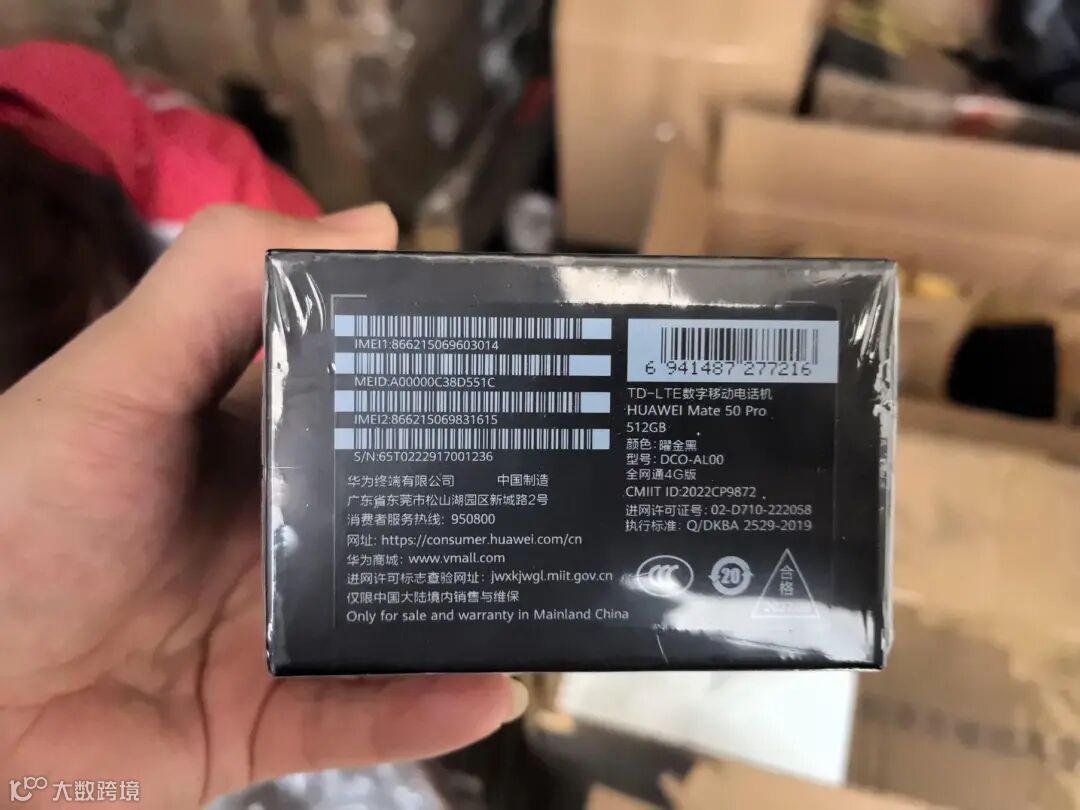 IMEI1:866215069603014
MEID:A00000C38D551C
IMEI2:866215069831615
S/N:65T0222917001236
华为终端有限公司 中国制造
广东省东莞市松山湖园区新城路2号
消费者服务热线: 950800
网址: https://consumer.huawei.com/cn
华为商城: www.vmall.com
进网许可标志查验网址: jwxkjwgl.miit.gov.cn
仅限中国大陆境内销售与维保
Only for sale and warranty in Mainland China
6 941487 277216
TD-LTE数字移动电话机
HUAWEI Mate 50 Pro
512GB
颜色: 曜金黑
型号: DCO-AL00
全网通4G版
CMIIT ID:2022CP9872
进网许可证号: 02-D710-222058
执行标准: Q/DKBA 2529-2019
CCC
20
合格
大数跨境